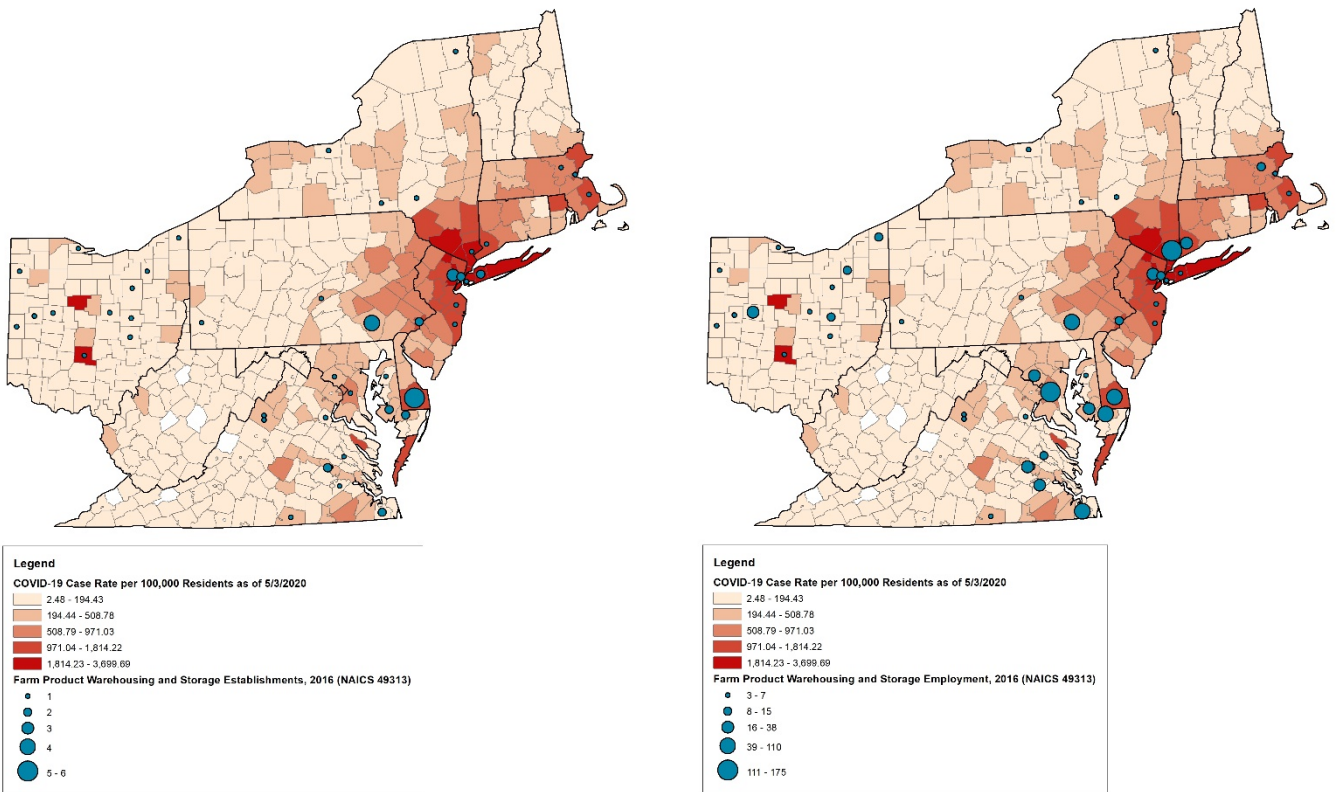 Legend
COVID-19 Case Rate per 100,000 Residents as of 5/3/2020
2.48 - 194.43
194.44 - 508.78
508.79 - 971.03
971.04 - 1,814.22
1,814.23 - 3,699.69
Farm Product Warehousing and Storage Establishments, 2016 (NAICS 49313)
1
2
3
4
5 - 6
Legend
COVID-19 Case Rate per 100,000 Residents as of 5/3/2020
2.48 - 194.43
194.44 - 508.78
508.79 - 971.03
971.04 - 1,814.22
1,814.23 - 3,699.69
Farm Product Warehousing and Storage Employment, 2016 (NAICS 49313)
3 - 7
8 - 15
16 - 38
39 - 110
111 - 175